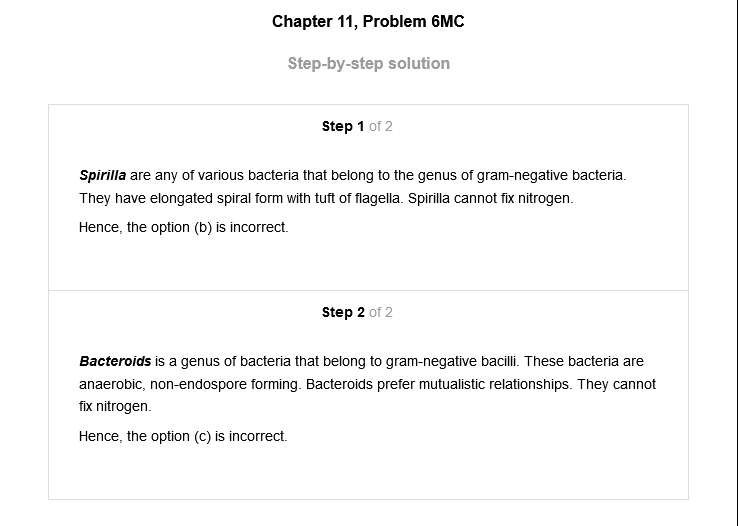 Chapter 11, Problem 6MC
Step-by-step solution
Step 1 of 2
Spirilla are any of various bacteria that belong to the genus of gram-negative bacteria.
They have elongated spiral form with tuft of flagella. Spirilla cannot fix nitrogen.
Hence, the option (b) is incorrect.
Step 2 of 2
Bacteroids is a genus of bacteria that belong to gram-negative bacilli. These bacteria are
anaerobic, non-endospore forming. Bacteroids prefer mutualistic relationships. They cannot
fix nitrogen.
Hence, the option (c) is incorrect.